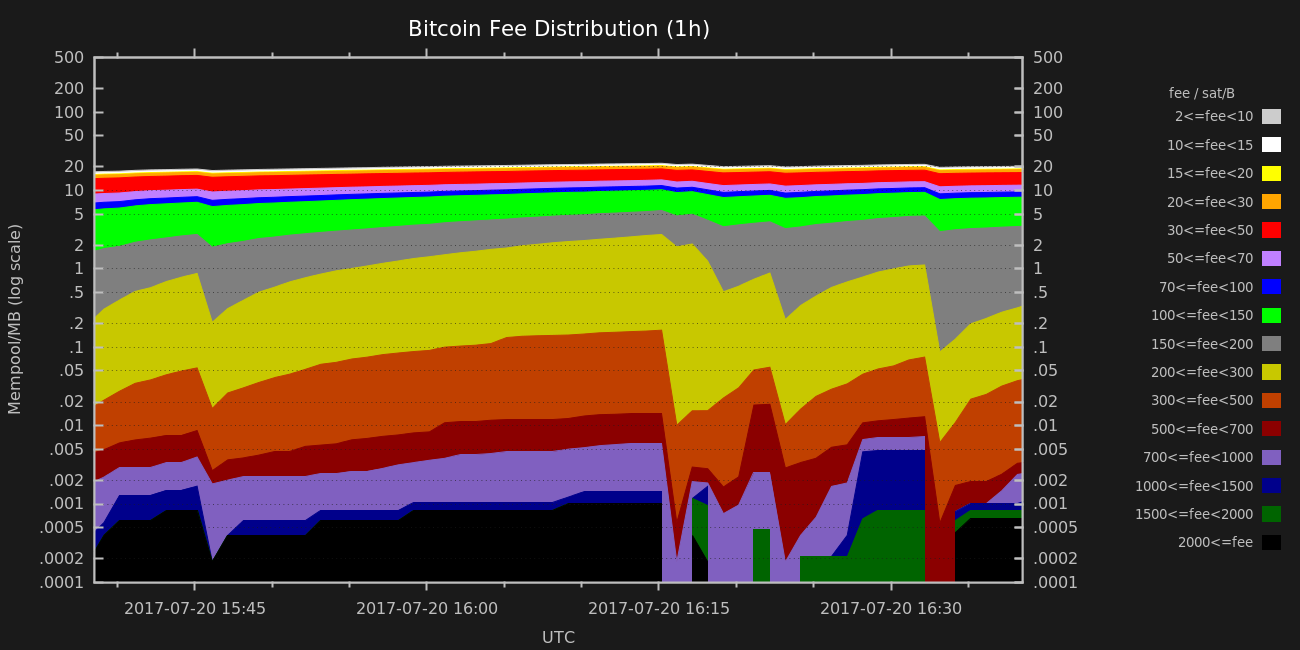 Bitcoin Fee Distribution (1h)
500
200
100
50
20
10
5
2
1
.5
.2
.1
.05
.02
.01
.005
.002
.001
.0005
.0002
.0001
Mempool/MB (log scale)
500
200
100
50
20
10
5
2
1
.5
.2
.1
.05
.02
.01
.005
.002
.001
.0005
.0002
.0001
2017-07-20 15:45
2017-07-20 16:00
2017-07-20 16:15
2017-07-20 16:30
UTC
fee / sat/B
2<=fee<10
10<=fee<15
15<=fee<20
20<=fee<30
30<=fee<50
50<=fee<70
70<=fee<100
100<=fee<150
150<=fee<200
200<=fee<300
300<=fee<500
500<=fee<700
700<=fee<1000
1000<=fee<1500
1500<=fee<2000
2000<=fee